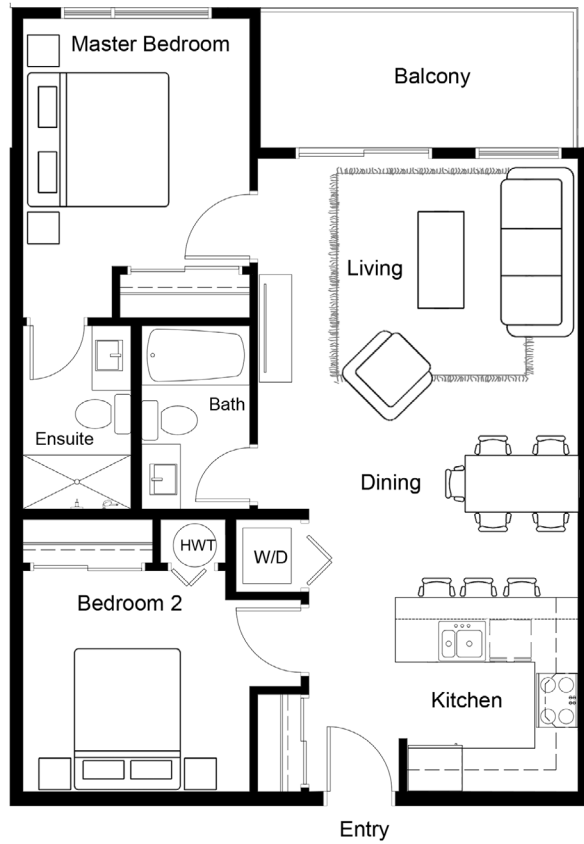 Master Bedroom
Balcony
Living
Bath
Ensuite
Dining
HWT
W/D
Bedroom 2
Kitchen
Entry